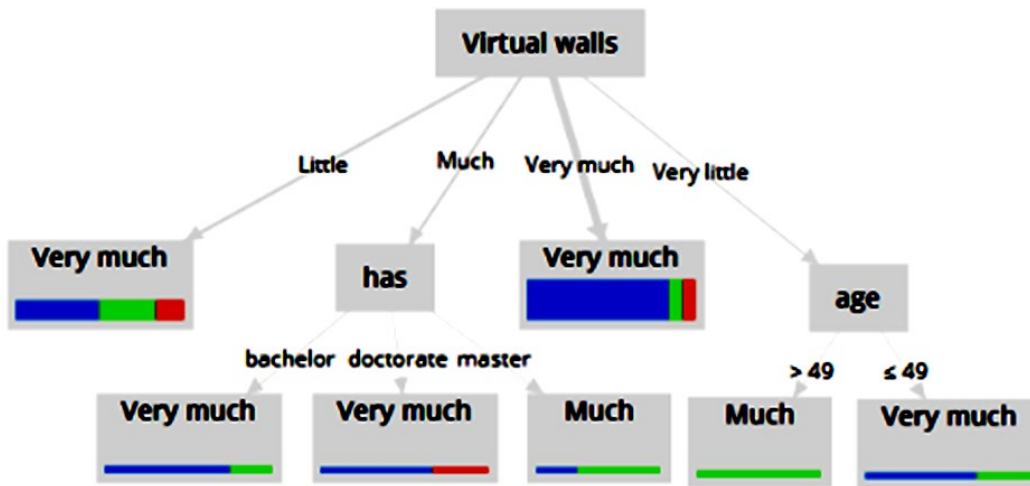 Virtual walls
Little
Much
Very much
Very little
Very much
has
Very much
age
bachelor doctorate master
> 49
≤ 49
Very much
Very much
Much
Much
Very much